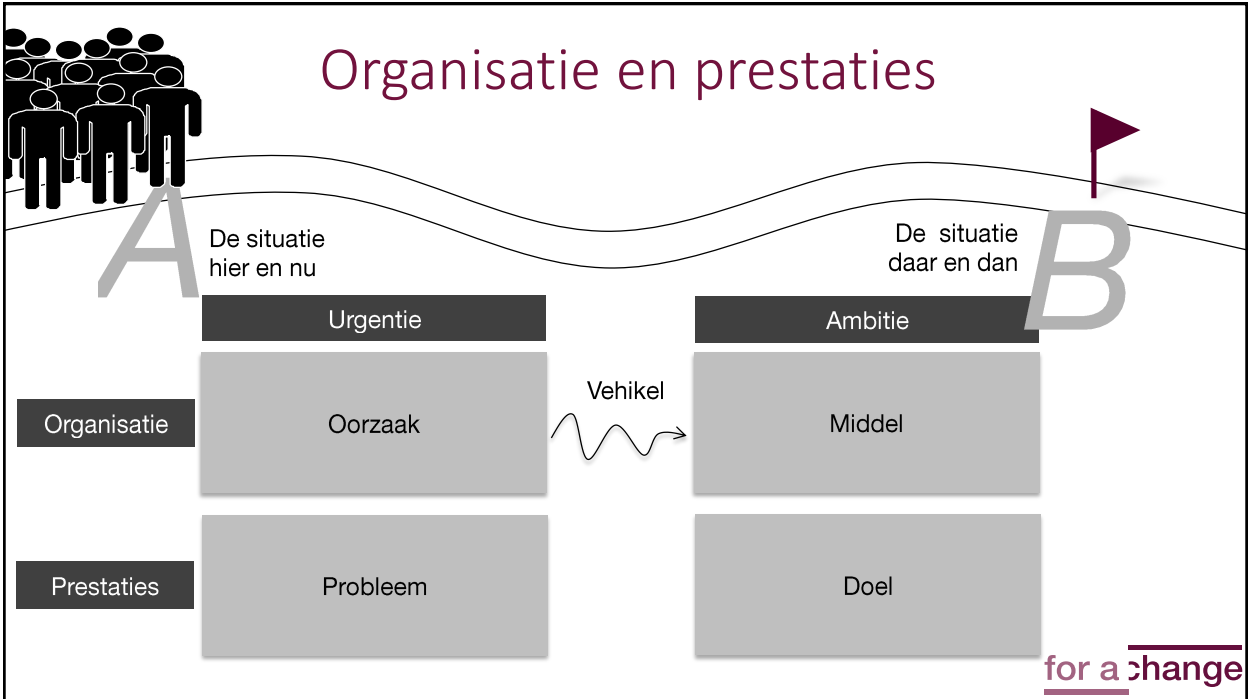 Organisatie en prestaties
A
De situatie
hier en nu
De situatie
daar en dan
B
Urgentie
Ambitie
Vehikel
Organisatie
Oorzaak
Middel
Prestaties
Probleem
Doel
for a change